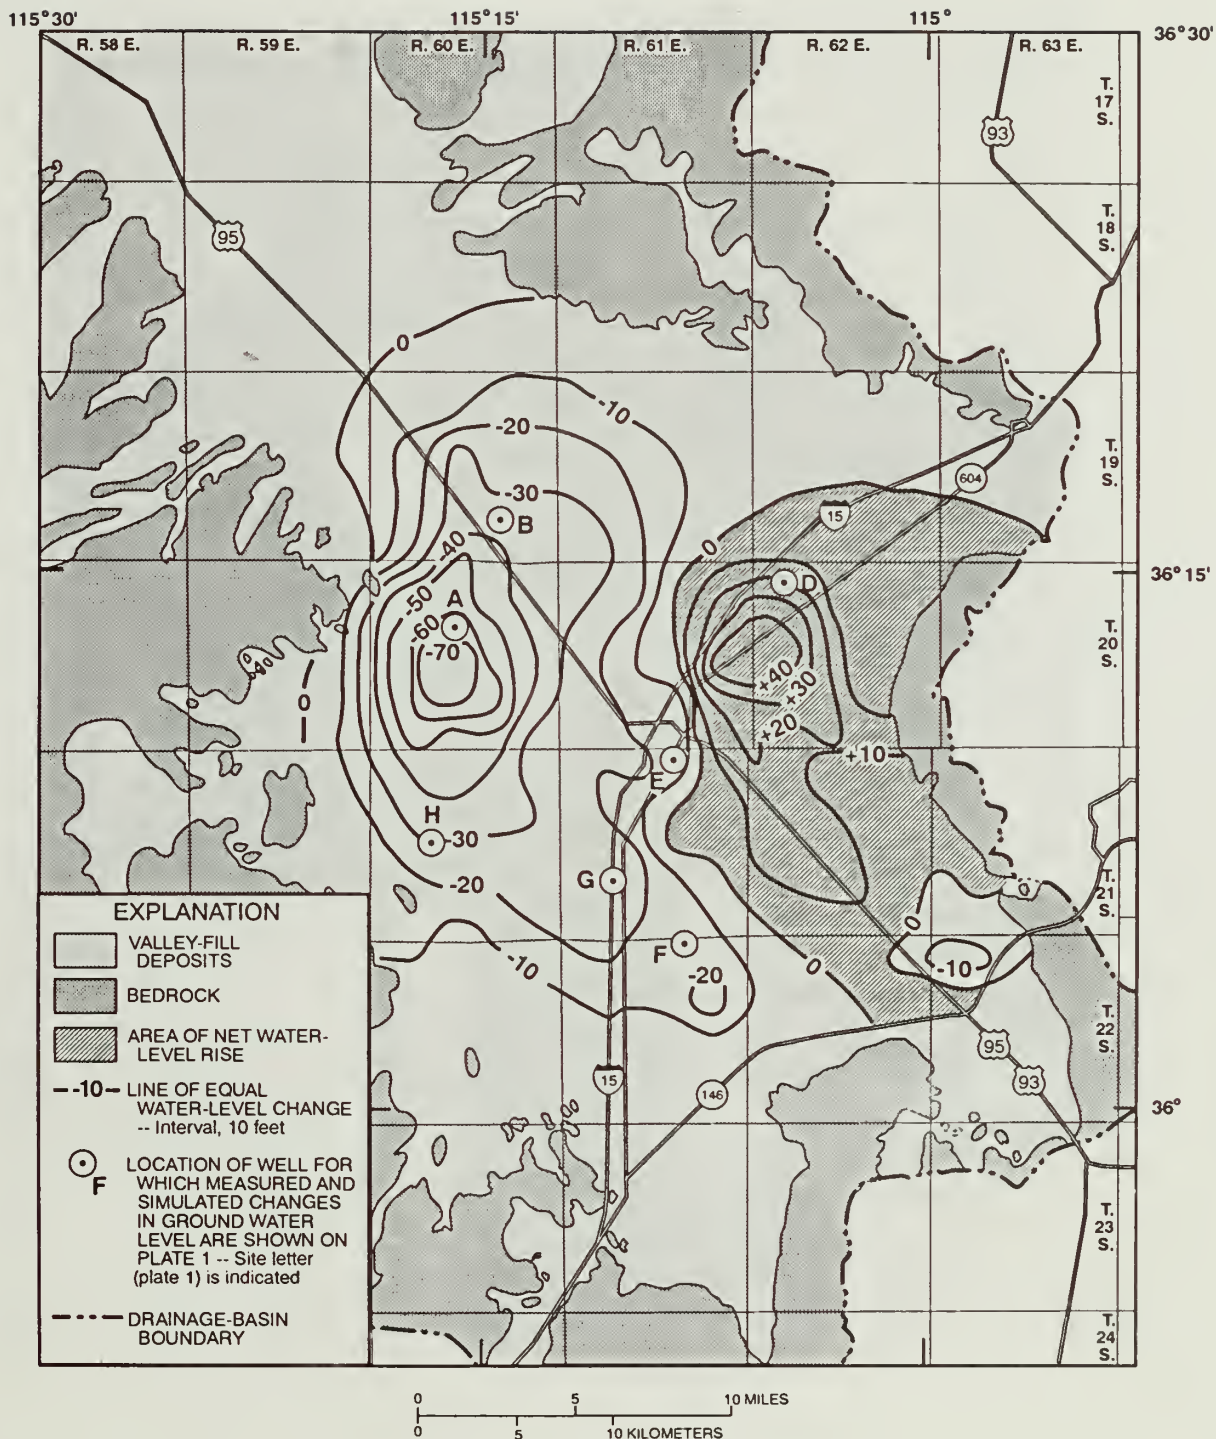 115°30'
115°15'
115°
R. 58 E.
R. 59 E.
R. 60 E.
R. 61 E.
R. 62 E.
R. 63 E.
36°30'
T.
17
S.
93
T.
18
S.
95
0
-10
-20
T.
19
S.
604
-30
15
B
0
-40
36°15'
D
-50
A
-60
T.
20
S.
-70
+40
+30
0
+20
+10
E
H
-30
G
-20
T.
21
S.
0
F
-10
-10
-20
0
T.
22
S.
95
15
93
146
36°
T.
23
S.
T.
24
S.
EXPLANATION
VALLEY-FILL
DEPOSITS
BEDROCK
AREA OF NET WATER-
LEVEL RISE
-10
LINE OF EQUAL
WATER-LEVEL CHANGE
-- Interval, 10 feet
F
LOCATION OF WELL FOR
WHICH MEASURED AND
SIMULATED CHANGES
IN GROUND WATER
LEVEL ARE SHOWN ON
PLATE 1 -- Site letter
(plate 1) is indicated
DRAINAGE-BASIN
BOUNDARY
0 5 10 MILES
0 5 10 KILOMETERS